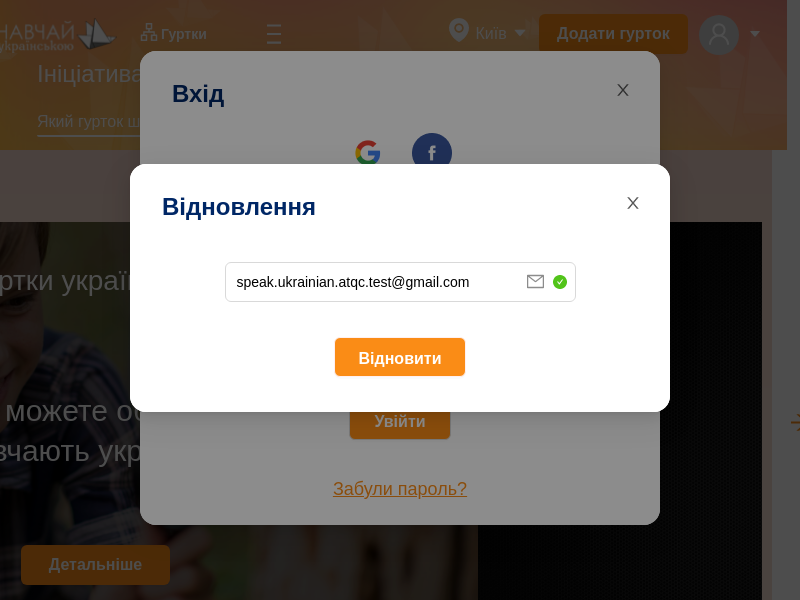 НАВЧАЙ
українською
Гуртки
Київ
Додати гурток
Ініціатива
Який гурток ш
Вхід
Відновлення
speak.ukrainian.atqc.test@gmail.com
Відновити
Увійти
Забули пароль?
ртки украї
можете о
вчають укр
Детальніше